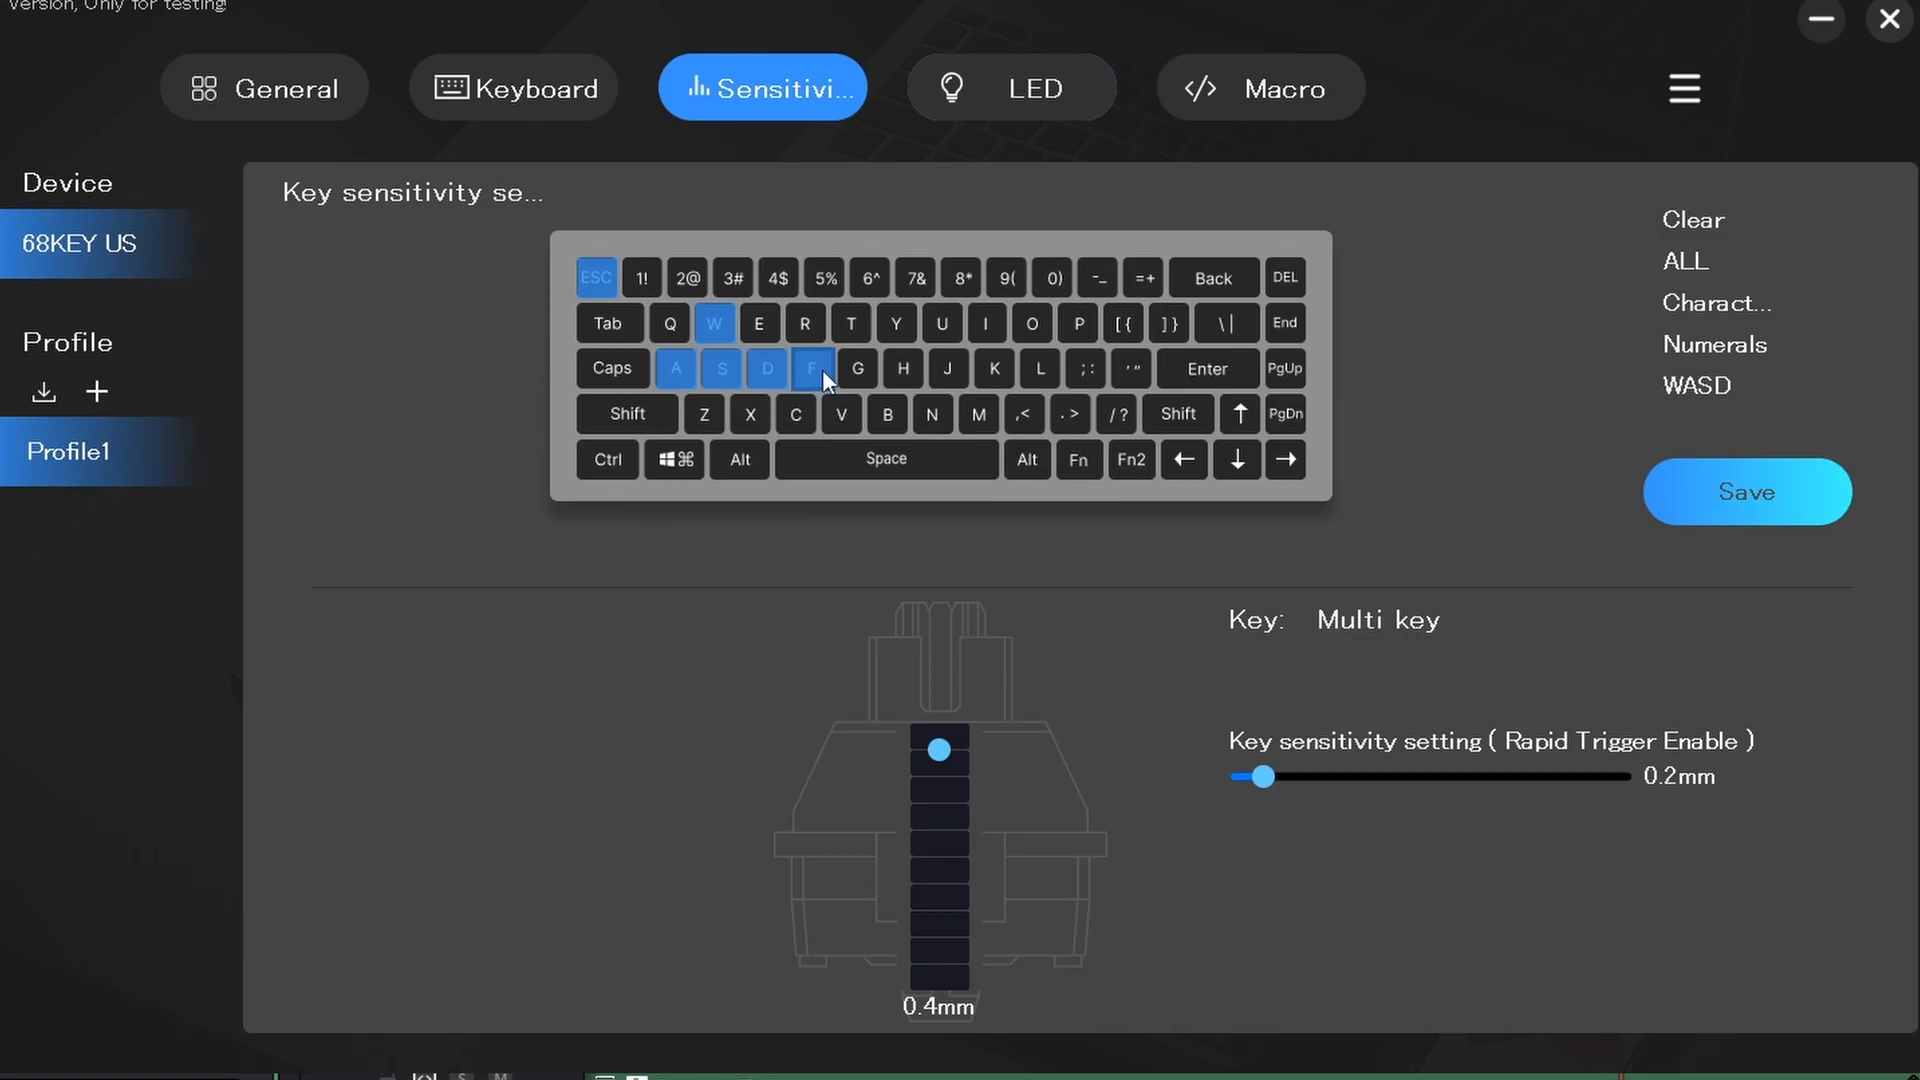 Version, Only for testing!
General Keyboard Sensitivi... LED </> Macro
Device
68KEY US
Profile
Profile1
Key sensitivity se...
ESC 1! 2@ 3# 4$ 5% 6^ 7& 8* 9( 0) -_ =+ Back DEL
Tab Q W E R T Y U I O P [{ ]} \| End
Caps A S D F G H J K L ;: '" Enter PgUp
Shift Z X C V B N M ,< .> /? Shift ↑ PgDn
Ctrl ⌘ Alt Space Alt Fn Fn2 ← ↓ →
Clear
ALL
Charact...
Numerals
WASD
Save
Key: Multi key
Key sensitivity setting ( Rapid Trigger Enable )
0.2mm
0.4mm
S M